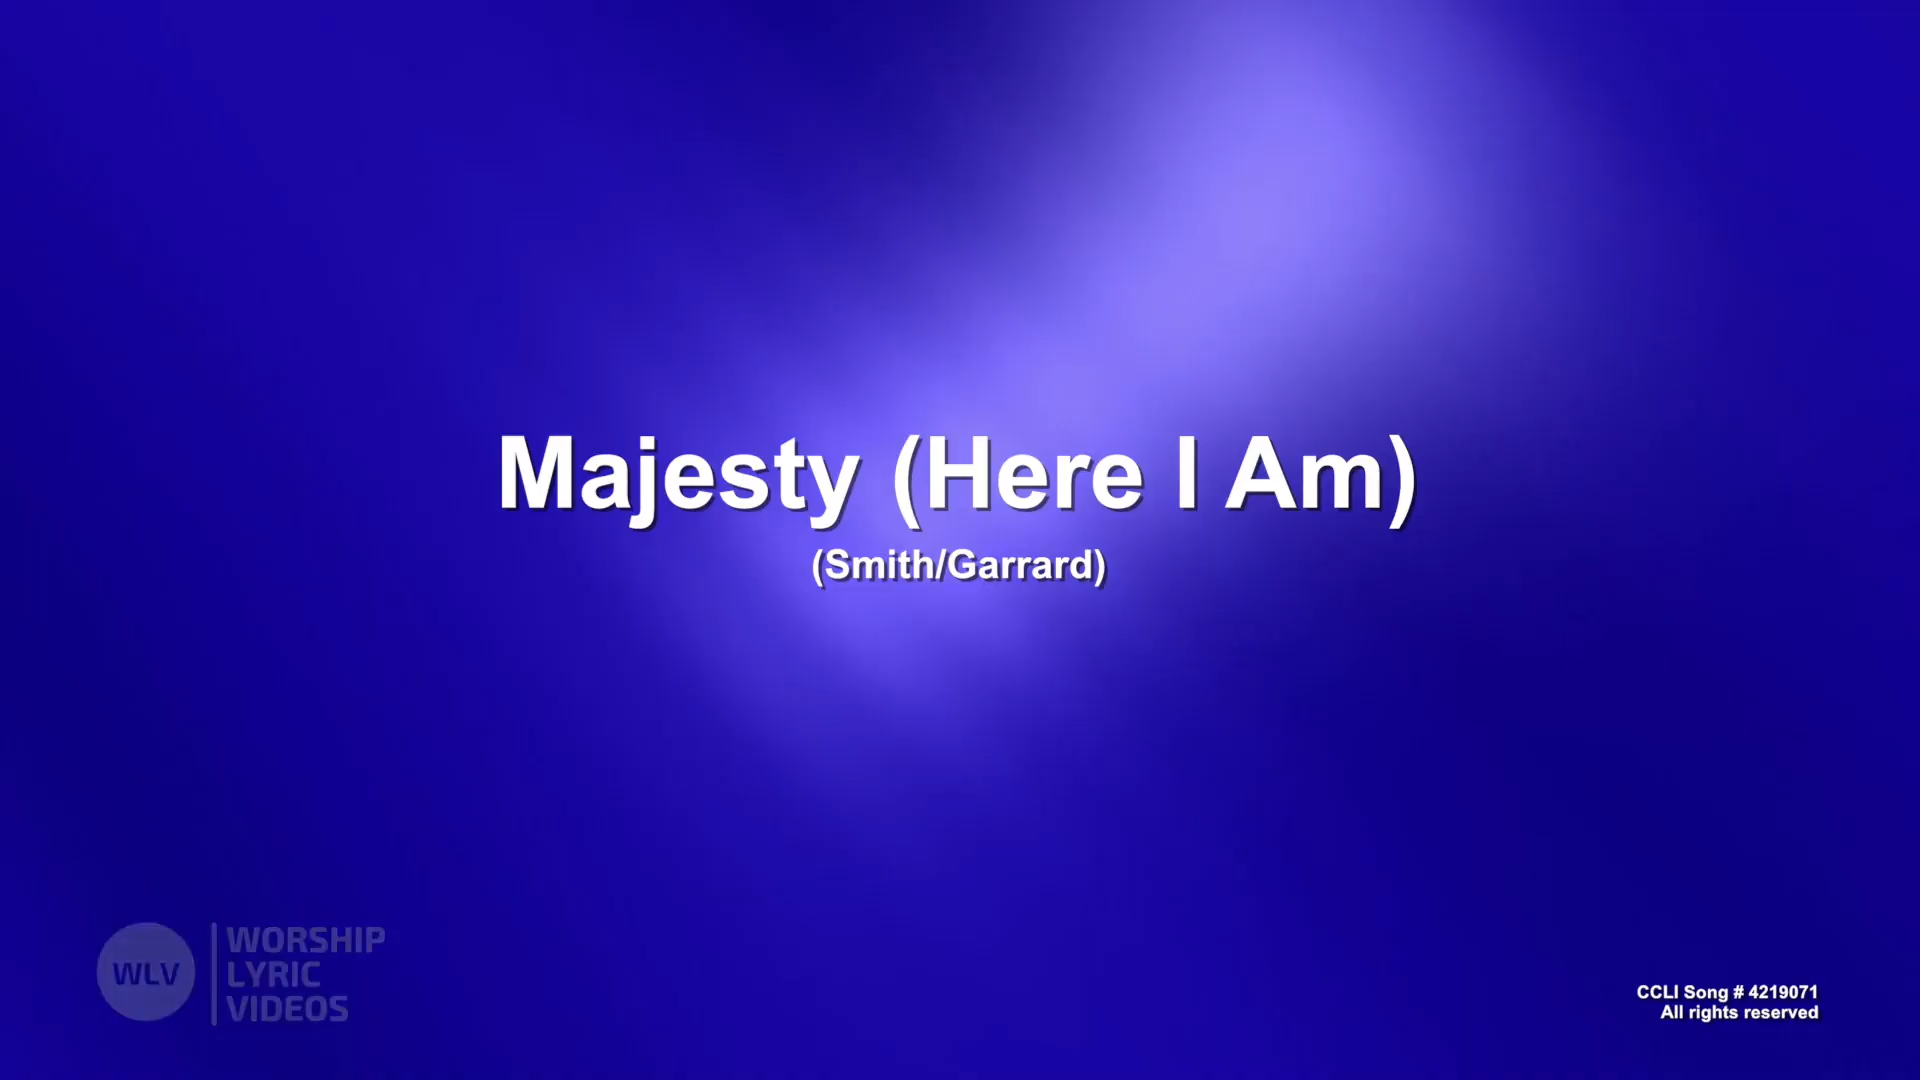 Majesty (Here I Am)
(Smith/Garrard)
WLV
WORSHIP
LYRIC
VIDEOS
CCLI Song # 4219071
All rights reserved